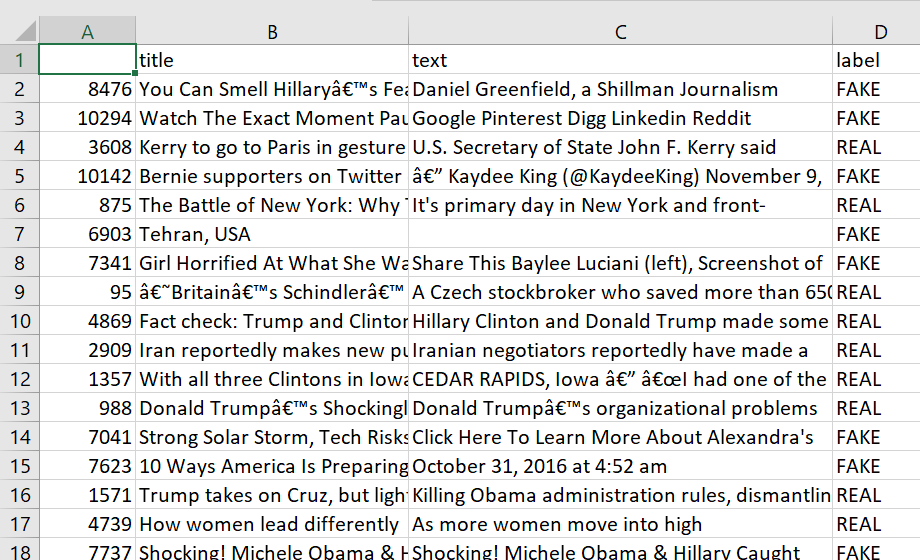 A B C D
1 title text label
2 8476 You Can Smell Hillaryâ€™s Fea Daniel Greenfield, a Shillman Journalism FAKE
3 10294 Watch The Exact Moment Pau Google Pinterest Digg Linkedin Reddit FAKE
4 3608 Kerry to go to Paris in gesture U.S. Secretary of State John F. Kerry said REAL
5 10142 Bernie supporters on Twitter â€” Kaydee King (@KaydeeKing) November 9, FAKE
6 875 The Battle of New York: Why It's primary day in New York and front- REAL
7 6903 Tehran, USA FAKE
8 7341 Girl Horrified At What She Wa Share This Baylee Luciani (left), Screenshot of FAKE
9 95 â€˜Britainâ€™s Schindlerâ€™ A Czech stockbroker who saved more than 650 REAL
10 4869 Fact check: Trump and Clinton Hillary Clinton and Donald Trump made some REAL
11 2909 Iran reportedly makes new pu Iranian negotiators reportedly have made a REAL
12 1357 With all three Clintons in Iowa CEDAR RAPIDS, Iowa â€” â€œI had one of the REAL
13 988 Donald Trumpâ€™s Shockingl Donald Trumpâ€™s organizational problems REAL
14 7041 Strong Solar Storm, Tech Risks Click Here To Learn More About Alexandra's FAKE
15 7623 10 Ways America Is Preparing October 31, 2016 at 4:52 am FAKE
16 1571 Trump takes on Cruz, but ligh Killing Obama administration rules, dismantlin REAL
17 4739 How women lead differently As more women move into high REAL
18 7737 Shocking! Michele Obama & H Shocking! Michele Obama & Hillary Caught FAKE